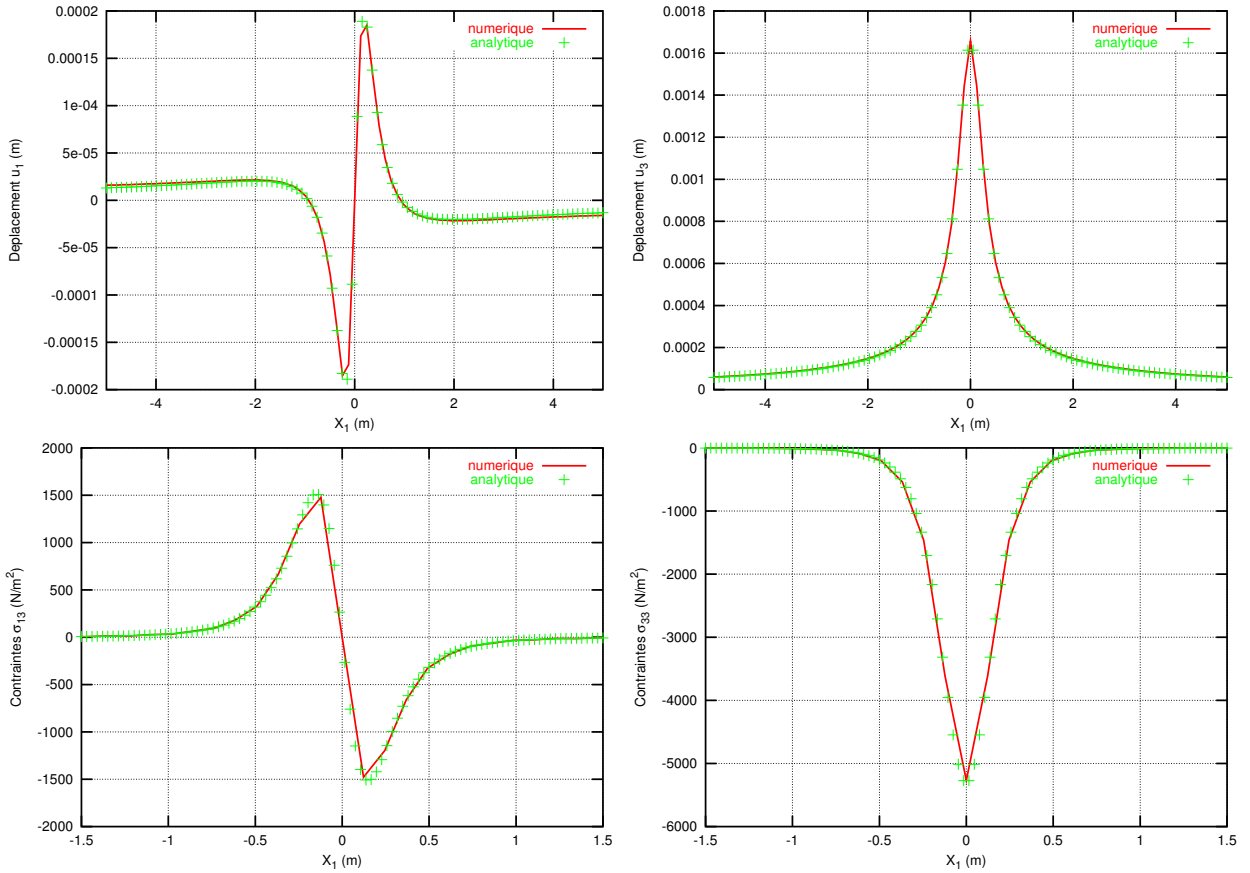 0.0002
0.00015
1e-04
5e-05
0
-5e-05
-0.0001
-0.00015
-0.0002
-4
-2
0
2
4
Deplacement u1 (m)
X1 (m)
numerique
analytique
0.0018
0.0016
0.0014
0.0012
0.001
0.0008
0.0006
0.0004
0.0002
0
-4
-2
0
2
4
Deplacement u3 (m)
X1 (m)
numerique
analytique
2000
1500
1000
500
0
-500
-1000
-1500
-2000
-1.5
-1
-0.5
0
0.5
1
1.5
Contraintes σ13 (N/m²)
X1 (m)
numerique
analytique
0
-1000
-2000
-3000
-4000
-5000
-6000
-1.5
-1
-0.5
0
0.5
1
1.5
Contraintes σ33 (N/m²)
X1 (m)
numerique
analytique